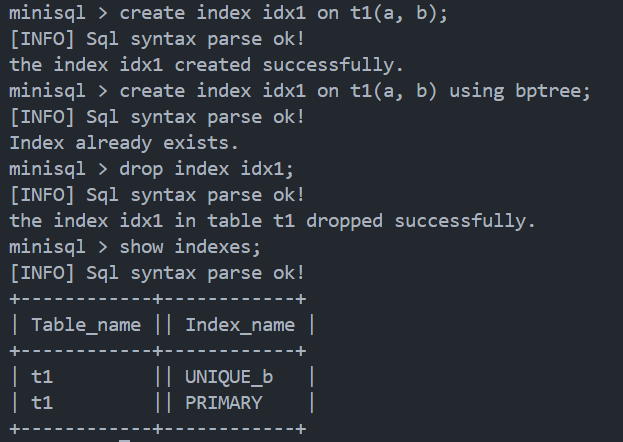 minisql > create index idx1 on t1(a, b);
[INFO] Sql syntax parse ok!
the index idx1 created successfully.
minisql > create index idx1 on t1(a, b) using bptree;
[INFO] Sql syntax parse ok!
Index already exists.
minisql > drop index idx1;
[INFO] Sql syntax parse ok!
the index idx1 in table t1 dropped successfully.
minisql > show indexes;
[INFO] Sql syntax parse ok!
+------------+------------+
| Table_name || Index_name |
+------------+------------+
| t1         || UNIQUE_b   |
| t1         || PRIMARY    |
+------------+------------+